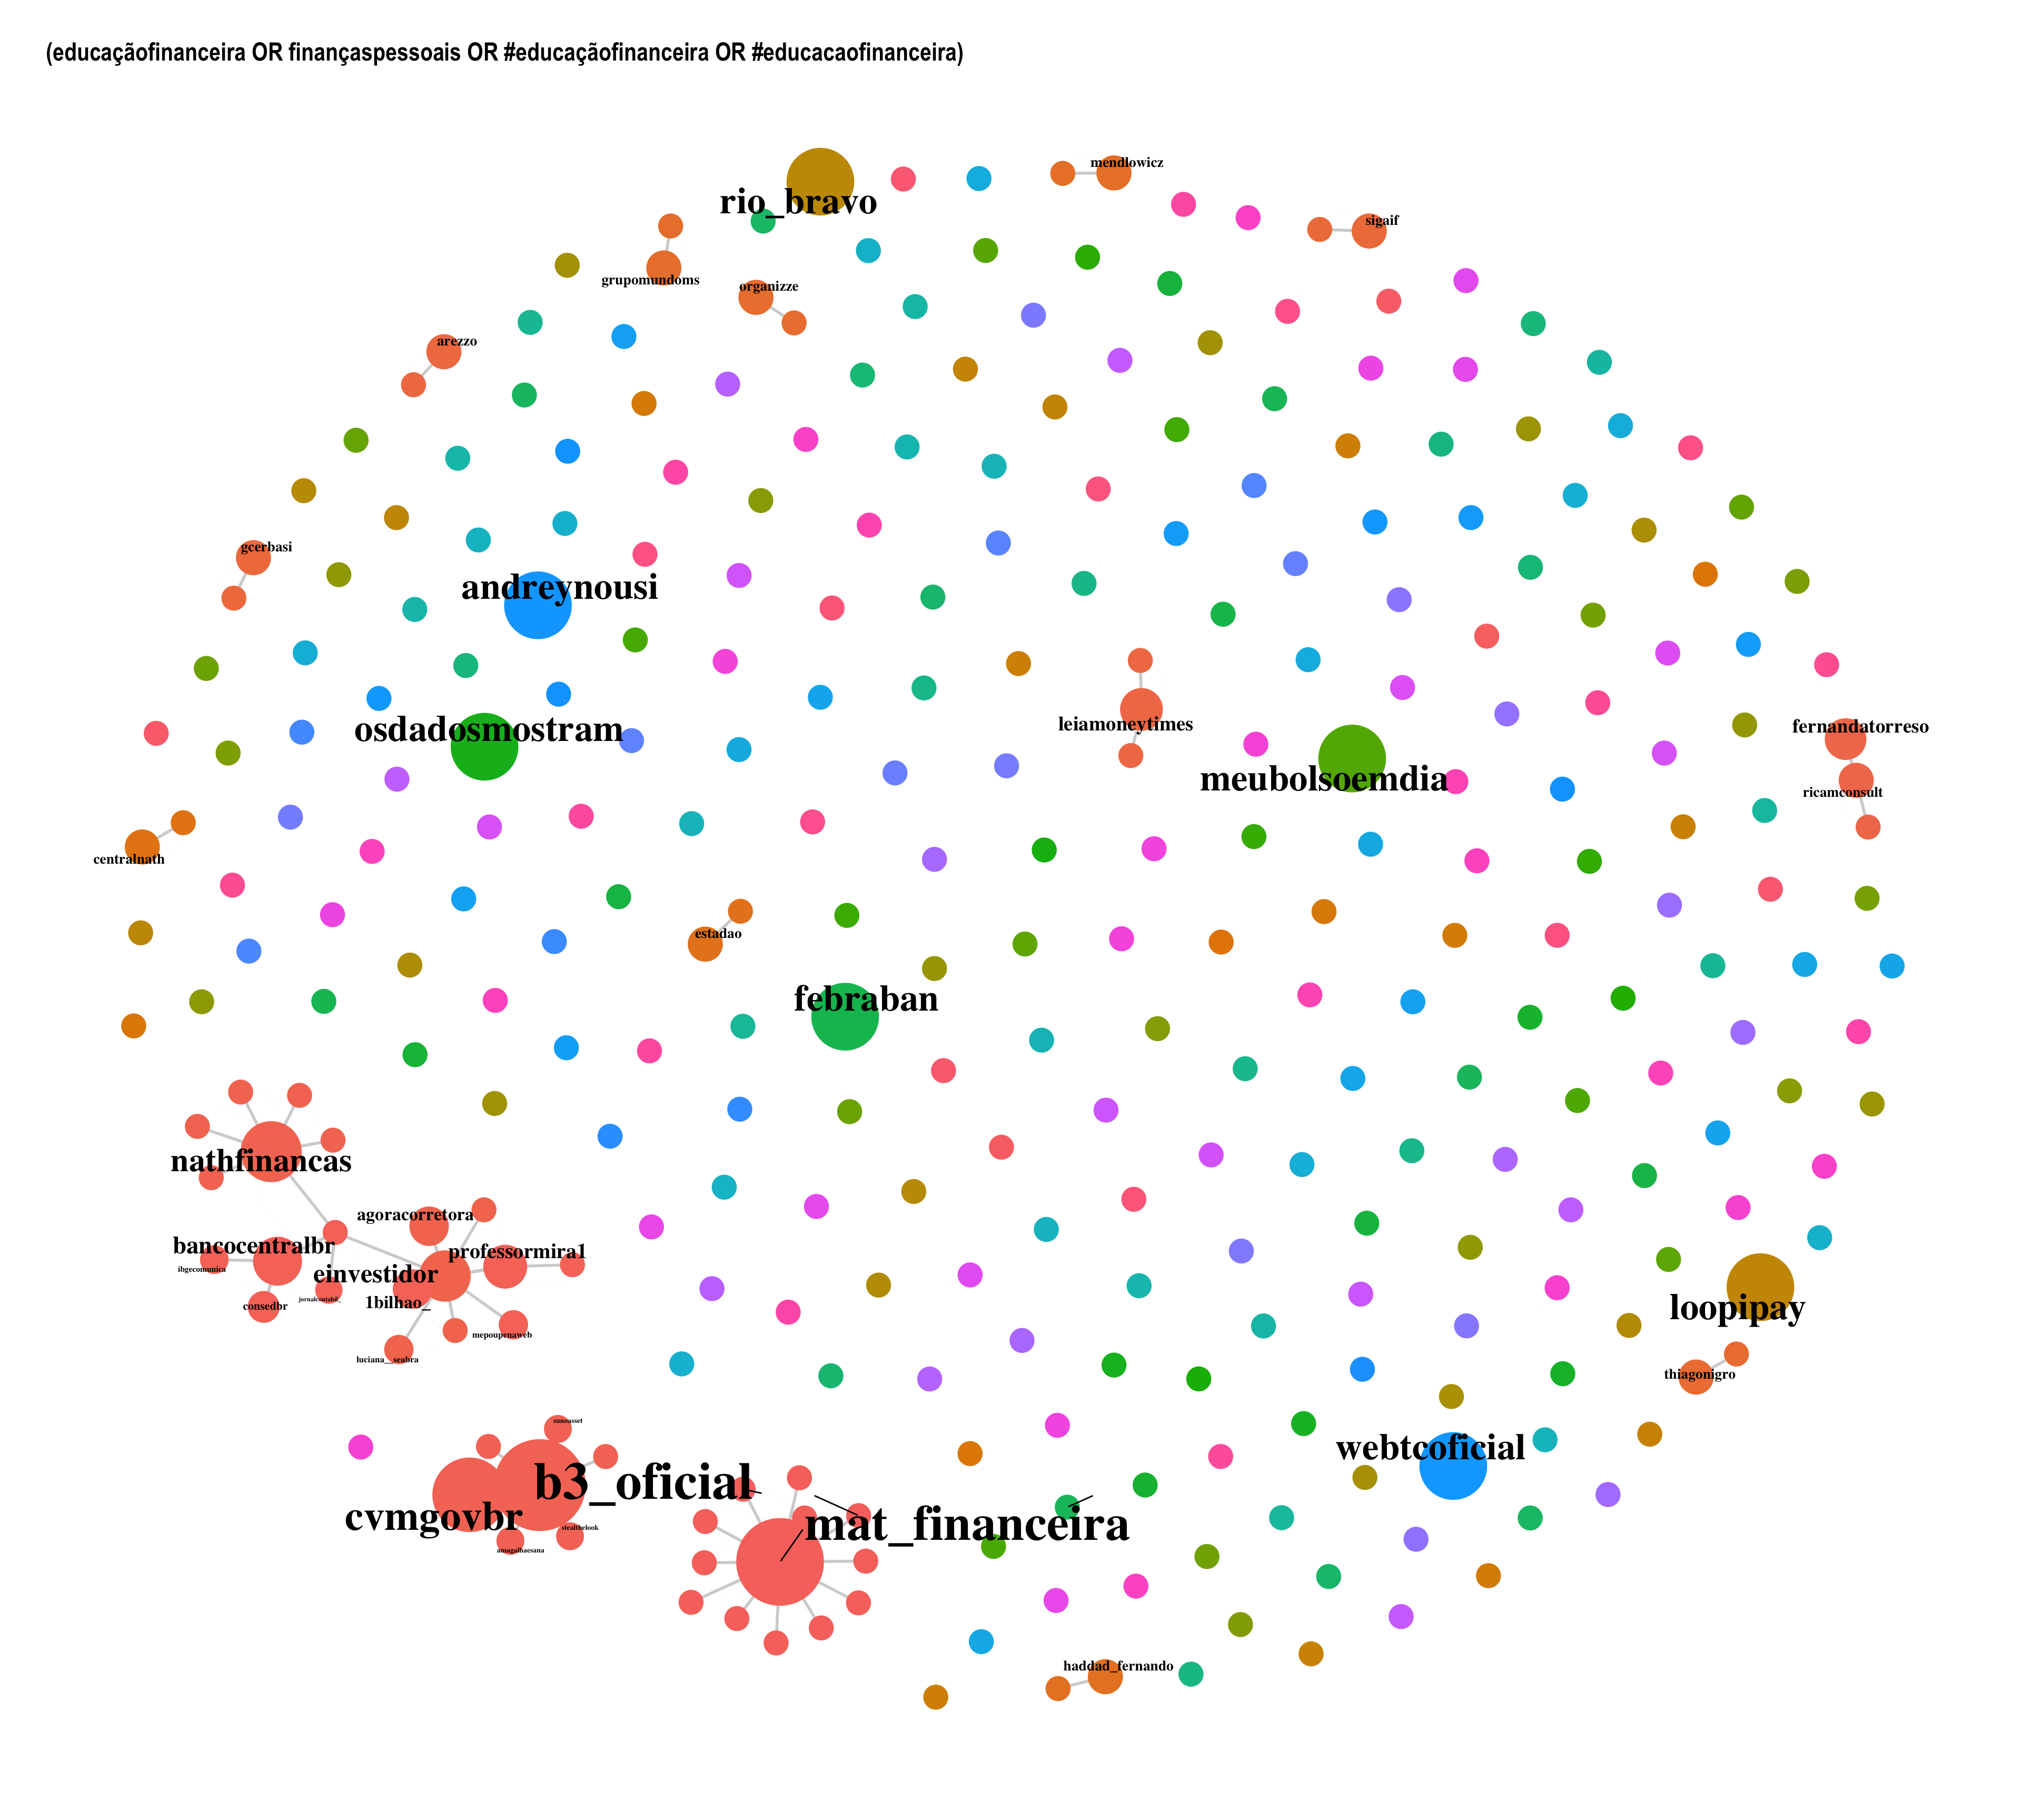 (educaçãofinanceira OR finançaspessoais OR #educaçãofinanceira OR #educacaofinanceira)
mendlowicz
rio_bravo
sigaif
grupomundoms
organizze
arezzo
gcerbasi
andreynousi
osdadosmostram
leiamoneytimes
fernandatorreso
meubolsoemdia
ricamconsult
centralnath
estadao
febraban
nathfinancas
agoracorretora
bancocentralbr
professormira1
ibgecomunica
einvestidor
jornalcontabil_
1bilhao_
consedbr
loopipay
mepoupenaweb
luciana__seabra
thiagonigro
sunoasset
webtcoficial
b3_oficial
cvmgovbr
mat_financeira
stealthelook
amagalhaesana
haddad_fernando